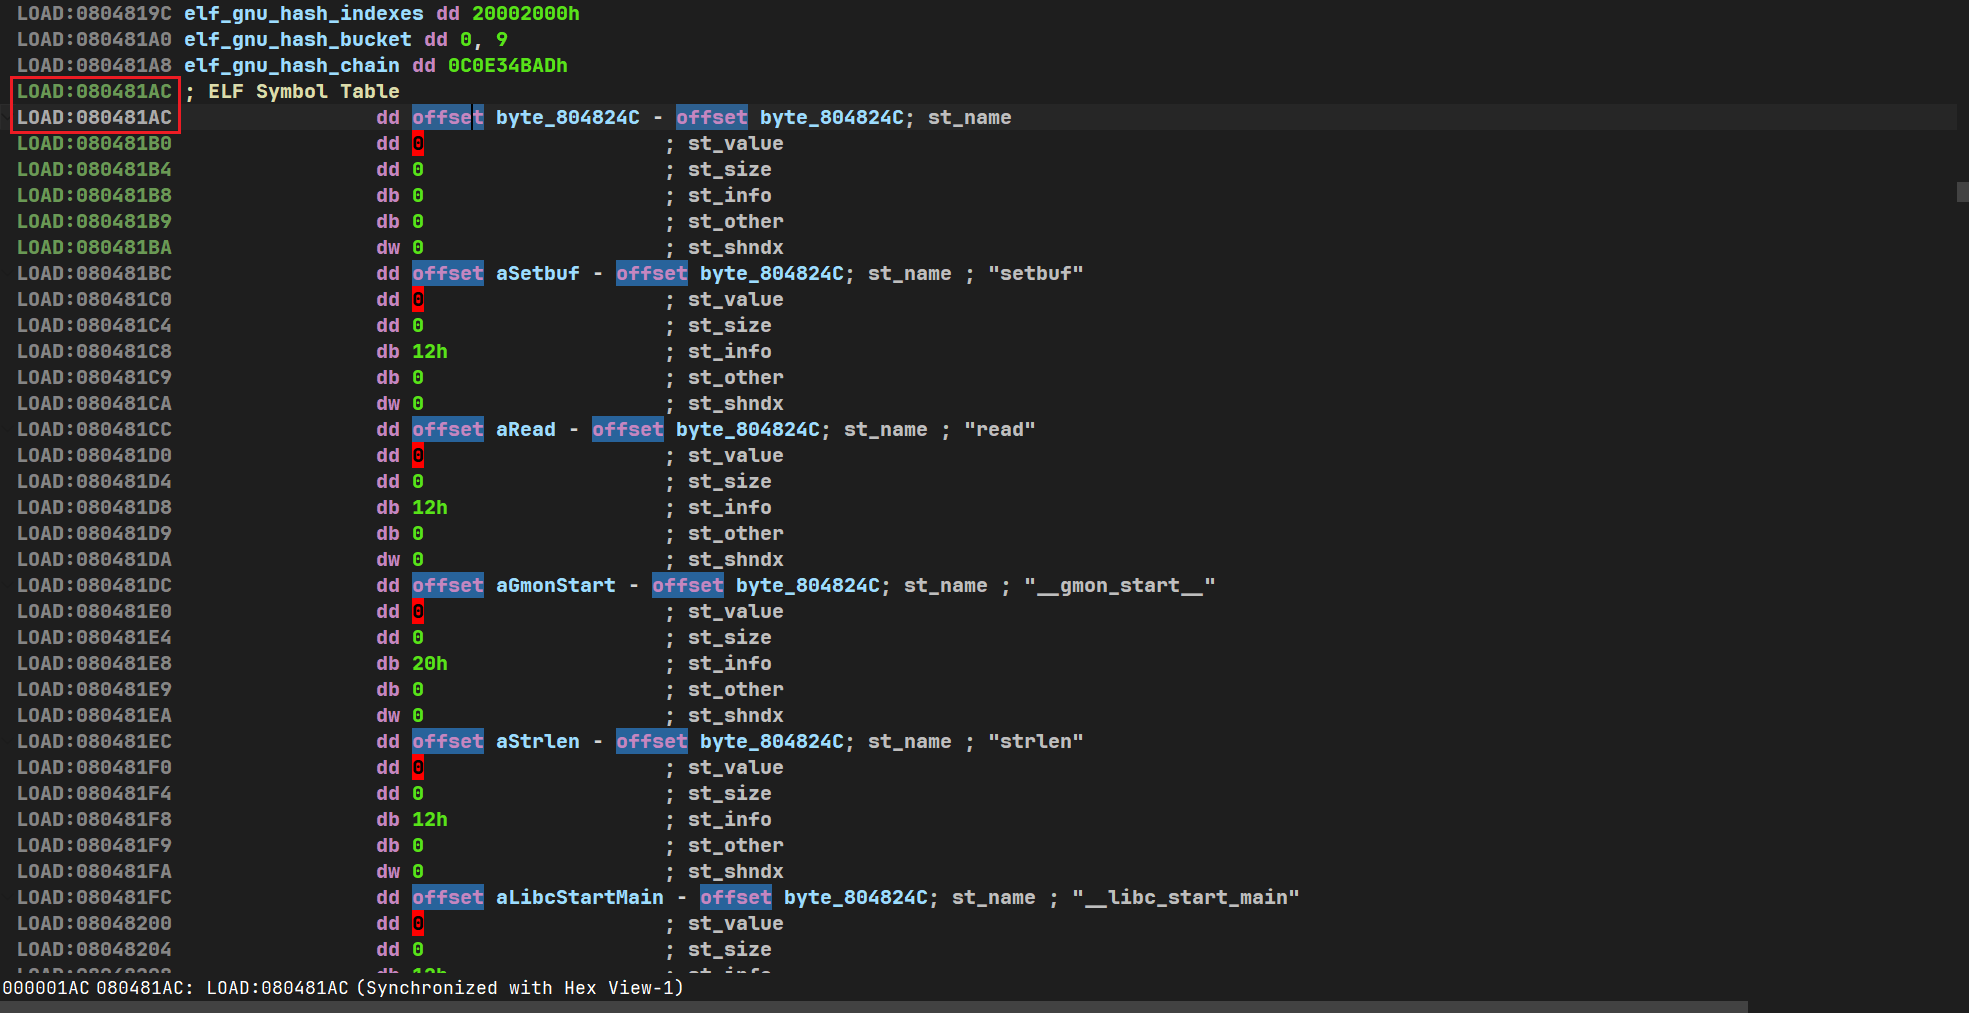 LOAD:0804819C elf_gnu_hash_indexes dd 20002000h
LOAD:080481A0 elf_gnu_hash_bucket dd 0, 9
LOAD:080481A8 elf_gnu_hash_chain dd 0C0E34BADh
LOAD:080481AC ; ELF Symbol Table
LOAD:080481AC dd offset byte_804824C - offset byte_804824C; st_name
LOAD:080481B0 dd 0 ; st_value
LOAD:080481B4 dd 0 ; st_size
LOAD:080481B8 db 0 ; st_info
LOAD:080481B9 db 0 ; st_other
LOAD:080481BA dw 0 ; st_shndx
LOAD:080481BC dd offset aSetbuf - offset byte_804824C; st_name ; "setbuf"
LOAD:080481C0 dd 0 ; st_value
LOAD:080481C4 dd 0 ; st_size
LOAD:080481C8 db 12h ; st_info
LOAD:080481C9 db 0 ; st_other
LOAD:080481CA dw 0 ; st_shndx
LOAD:080481CC dd offset aRead - offset byte_804824C; st_name ; "read"
LOAD:080481D0 dd 0 ; st_value
LOAD:080481D4 dd 0 ; st_size
LOAD:080481D8 db 12h ; st_info
LOAD:080481D9 db 0 ; st_other
LOAD:080481DA dw 0 ; st_shndx
LOAD:080481DC dd offset aGmonStart - offset byte_804824C; st_name ; "__gmon_start__"
LOAD:080481E0 dd 0 ; st_value
LOAD:080481E4 dd 0 ; st_size
LOAD:080481E8 db 20h ; st_info
LOAD:080481E9 db 0 ; st_other
LOAD:080481EA dw 0 ; st_shndx
LOAD:080481EC dd offset aStrlen - offset byte_804824C; st_name ; "strlen"
LOAD:080481F0 dd 0 ; st_value
LOAD:080481F4 dd 0 ; st_size
LOAD:080481F8 db 12h ; st_info
LOAD:080481F9 db 0 ; st_other
LOAD:080481FA dw 0 ; st_shndx
LOAD:080481FC dd offset aLibcStartMain - offset byte_804824C; st_name ; "__libc_start_main"
LOAD:08048200 dd 0 ; st_value
LOAD:08048204 dd 0 ; st_size
LOAD:08048208 db 12h ; st_info
000001AC 080481AC: LOAD:080481AC (Synchronized with Hex View-1)